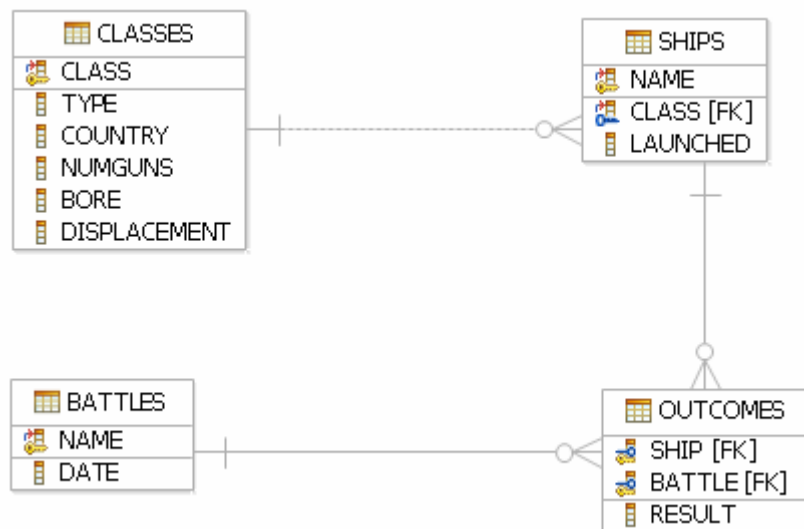 CLASSES
CLASS
TYPE
COUNTRY
NUMGUNS
BORE
DISPLACEMENT
SHIPS
NAME
CLASS [FK]
LAUNCHED
BATTLES
NAME
DATE
OUTCOMES
SHIP [FK]
BATTLE [FK]
RESULT